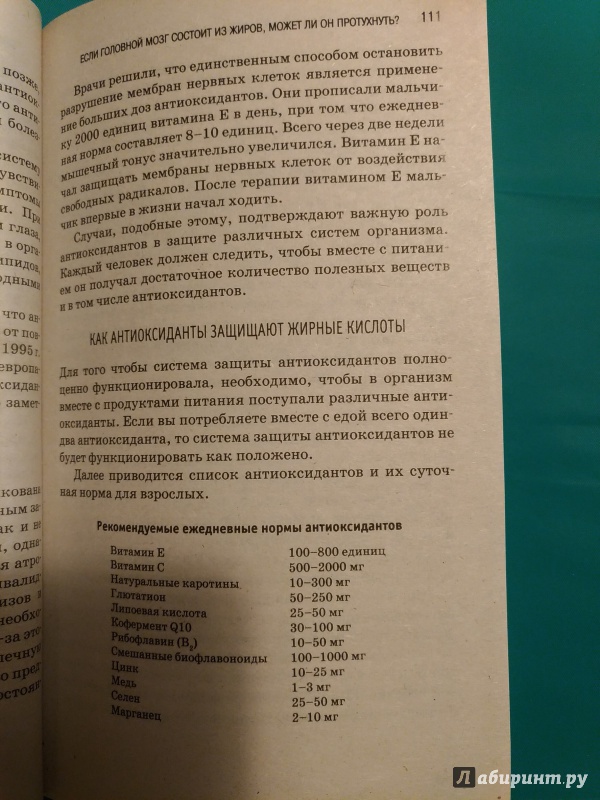 ЕСЛИ ГОЛОВНОЙ МОЗГ СОСТОИТ ИЗ ЖИРОВ, МОЖЕТ ЛИ ОН ПРОТУХНУТЬ? 111
Врачи решили, что единственным способом остановить
разрушение мембран нервных клеток является примене-
ние больших доз антиоксидантов. Они прописали мальчи-
ку 2000 единиц витамина Е в день, при том что ежеднев-
ная норма составляет 8–10 единиц. Всего через две недели
мышечный тонус значительно увеличился. Витамин Е на-
чал защищать мембраны нервных клеток от воздействия
свободных радикалов. После терапии витамином Е маль-
чик впервые в жизни начал ходить.
Случаи, подобные этому, подтверждают важную роль
антиоксидантов в защите различных систем организма.
Каждый человек должен следить, чтобы вместе с питани-
ем он получал достаточное количество полезных веществ
и в том числе антиоксидантов.
КАК АНТИОКСИДАНТЫ ЗАЩИЩАЮТ ЖИРНЫЕ КИСЛОТЫ
Для того чтобы система защиты антиоксидантов полно-
ценно функционировала, необходимо, чтобы в организм
вместе с продуктами питания поступали различные анти-
оксиданты. Если вы потребляете вместе с едой всего один-
два антиоксиданта, то система защиты антиоксидантов не
будет функционировать как положено.
Далее приводится список антиоксидантов и их суточ-
ная норма для взрослых.
Рекомендуемые ежедневные нормы антиоксидантов
Витамин Е 100–800 единиц
Витамин С 500–2000 мг
Натуральные каротины 10–300 мг
Глютатион 50–250 мг
Липоевая кислота 25–50 мг
Кофермент Q10 30–100 мг
Рибофлавин (B2) 10–50 мг
Смешанные биофлавоноиды 100–1000 мг
Цинк 10–25 мг
Медь 1–3 мг
Селен 25–50 мг
Марганец 2–10 мг
Лабиринт.ру